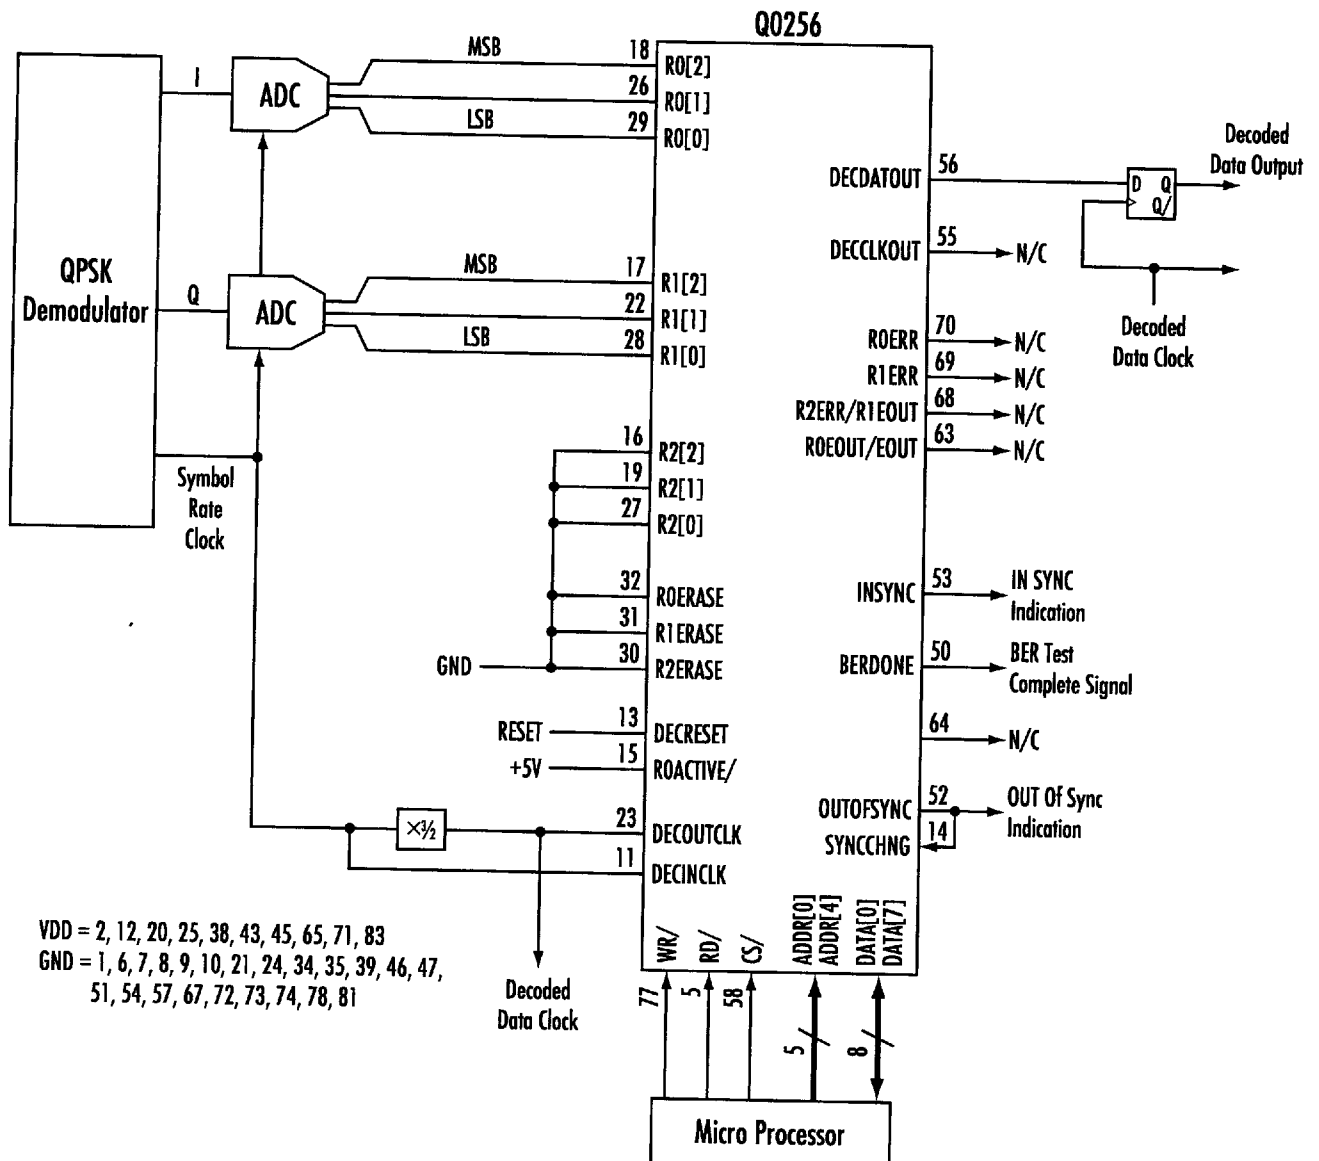 Q0256
QPSK
Demodulator
I
ADC
MSB
LSB
18
26
29
R0[2]
R0[1]
R0[0]
Q
ADC
MSB
LSB
17
22
28
R1[2]
R1[1]
R1[0]
Symbol
Rate
Clock
16
19
27
R2[2]
R2[1]
R2[0]
32
31
30
R0ERASE
R1ERASE
R2ERASE
GND
RESET
13
DECRESET
+5V
15
ROACTIVE/
×3/2
23
DECOUTCLK
11
DECINCLK
Decoded
Data Clock
DECDATOUT
56
D Q
Q/
Decoded
Data Output
DECCLKOUT
55
N/C
Decoded
Data Clock
R0ERR
70
N/C
R1ERR
69
N/C
R2ERR/R1EOUT
68
N/C
R0EOUT/EOUT
63
N/C
INSYNC
53
IN SYNC
Indication
BERDONE
50
BER Test
Complete Signal
64
N/C
OUTOFSYNC
52
OUT Of Sync
Indication
SYNCCHNG
14
WR/
RD/
CS/
ADDR[0]
ADDR[4]
DATA[0]
DATA[7]
77
5
58
5
8
Micro Processor
VDD = 2, 12, 20, 25, 38, 43, 45, 65, 71, 83
GND = 1, 6, 7, 8, 9, 10, 21, 24, 34, 35, 39, 46, 47,
51, 54, 57, 67, 72, 73, 74, 78, 81